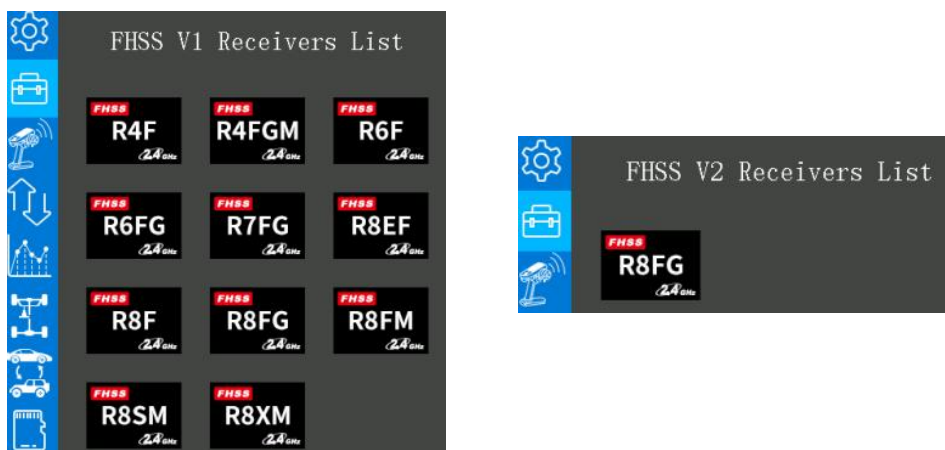 FHSS V1 Receivers List
FHSS FHSS FHSS
R4F R4FGM R6F
2.4GHz 2.4GHz 2.4GHz
FHSS FHSS FHSS
R6FG R7FG R8EF
2.4GHz 2.4GHz 2.4GHz
FHSS FHSS FHSS
R8F R8FG R8FM
2.4GHz 2.4GHz 2.4GHz
FHSS FHSS
R8SM R8XM
2.4GHz 2.4GHz
FHSS V2 Receivers List
FHSS
R8FG
2.4GHz